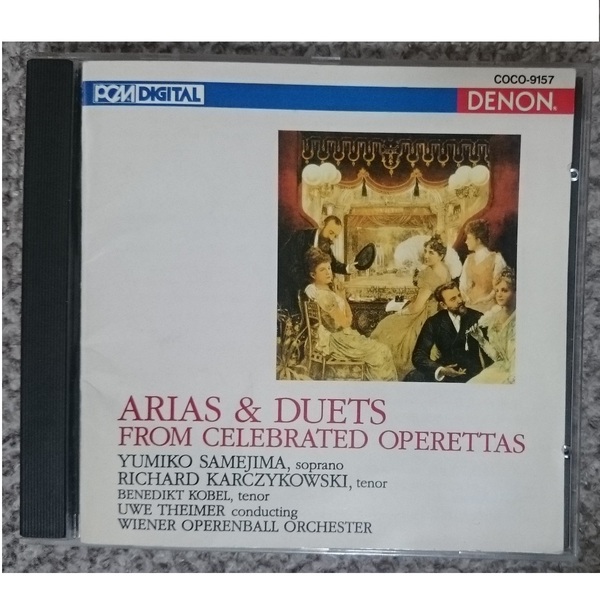 COCO-9157
PCM DIGITAL
DENON®
ARIAS & DUETS
FROM CELEBRATED OPERETTAS
YUMIKO SAMEJIMA, soprano
RICHARD KARCZYKOWSKI, tenor
BENEDIKT KOBEL, tenor
UWE THEIMER conducting
WIENER OPERENBALL ORCHESTER